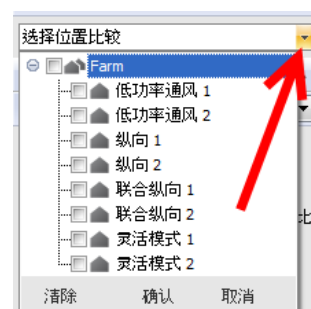 选择位置比较
Farm
低功率通风 1
低功率通风 2
纵向 1
纵向 2
联合纵向 1
联合纵向 2
灵活模式 1
灵活模式 2
清除 确认 取消